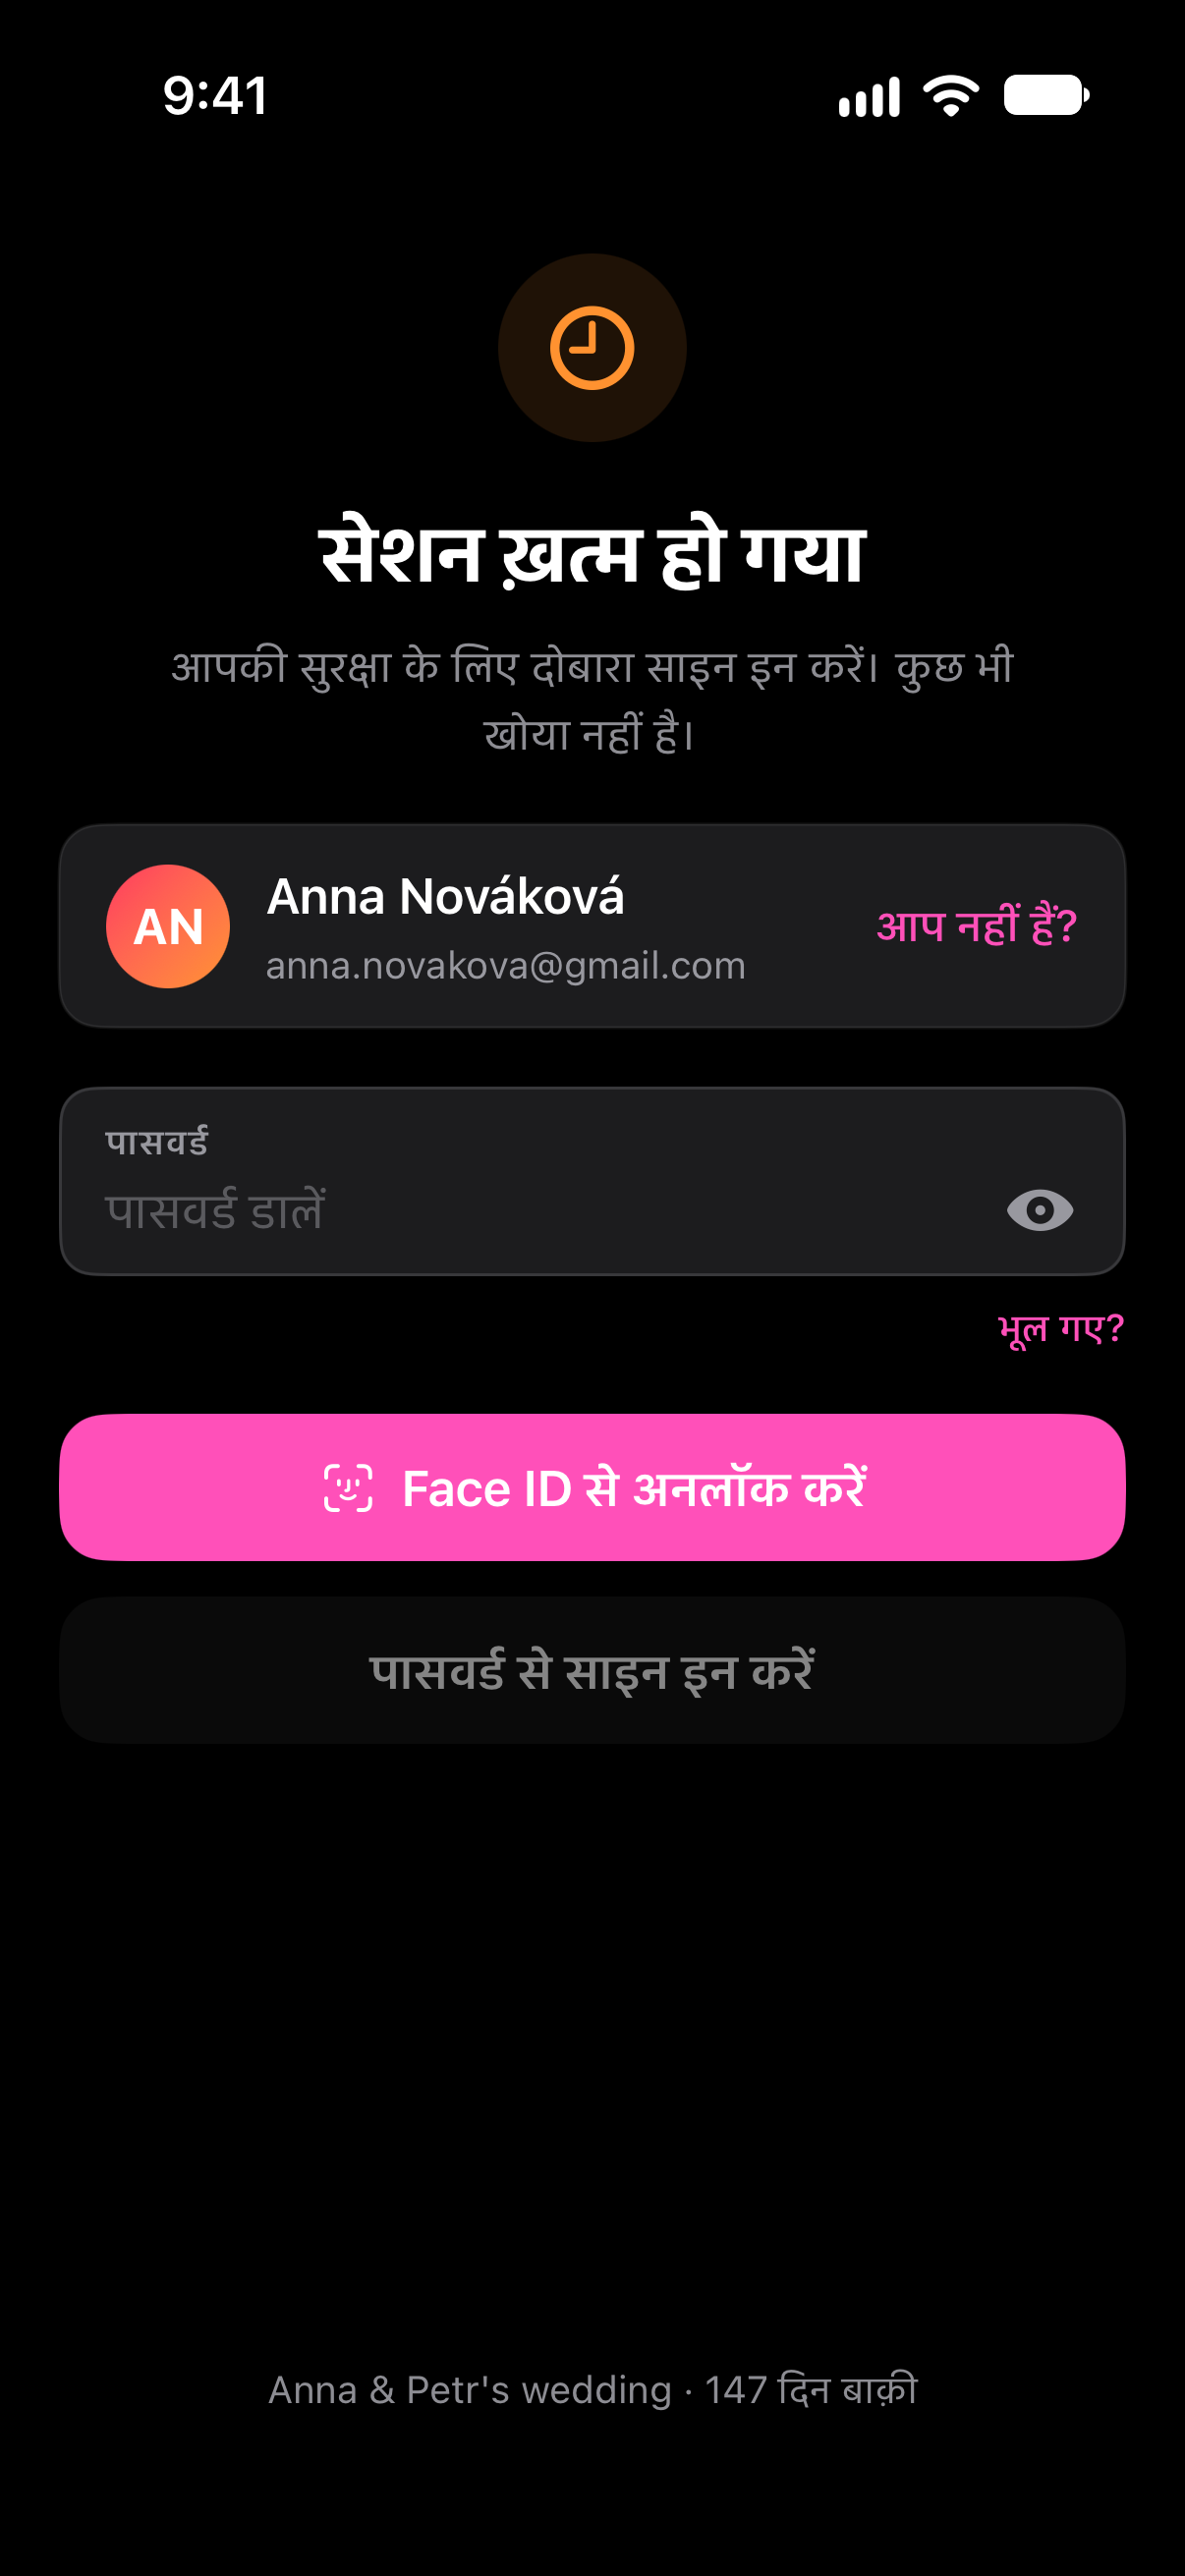 9:41
सेशन ख़त्म हो गया
आपकी सुरक्षा के लिए दोबारा साइन इन करें। कुछ भी
खोया नहीं है।
AN
Anna Nováková
anna.novakova@gmail.com
आप नहीं हैं?
पासवर्ड
पासवर्ड डालें
भूल गए?
Face ID से अनलॉक करें
पासवर्ड से साइन इन करें
Anna & Petr's wedding · 147 दिन बाक़ी